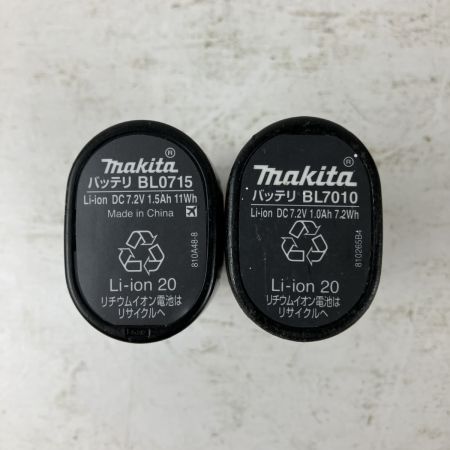 makita®
バッテリ BL0715
Li-ion DC 7.2V 1.5Ah 11Wh
Made in China
810A48-8
Li-ion 20
リチウムイオン電池は
リサイクルへ
makita®
バッテリ BL7010
Li-ion DC 7.2V 1.0Ah 7.2Wh
810265B4
Li-ion 20
リチウムイオン電池は
リサイクルへ